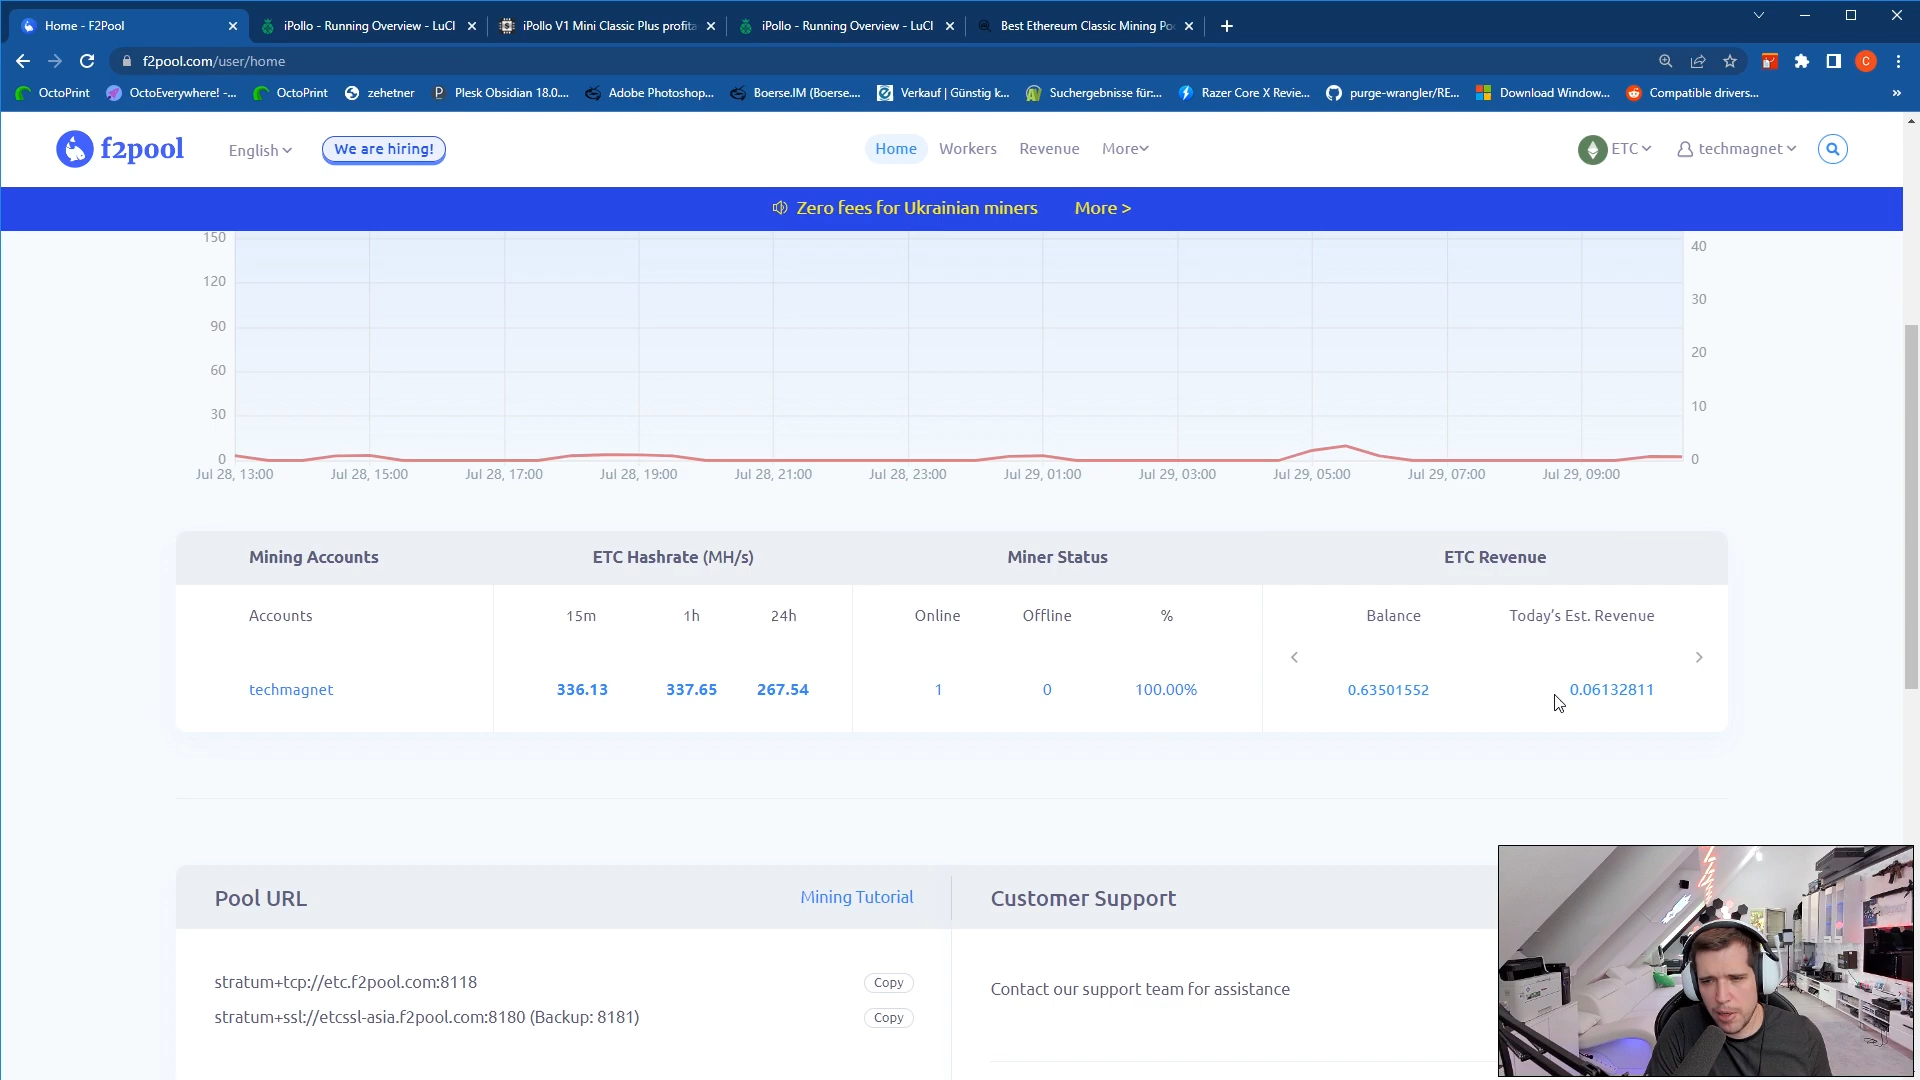 Home - F2Pool
iPollo - Running Overview - LuCI
iPollo V1 Mini Classic Plus profita
iPollo - Running Overview - LuCI
Best Ethereum Classic Mining Po
f2pool.com/user/home
C
OctoPrint
OctoEverywhere! -...
OctoPrint
zehetner
Plesk Obsidian 18.0....
Adobe Photoshop...
Boerse.IM (Boerse....
Verkauf | Günstig k...
Suchergebnisse für:...
Razer Core X Revie...
purge-wrangler/RE...
Download Window...
Compatible drivers...
»
f2pool
English
We are hiring!
Home
Workers
Revenue
More
ETC
techmagnet
Zero fees for Ukrainian miners
More >
150
120
90
60
30
0
40
30
20
10
0
Jul 28, 13:00
Jul 28, 15:00
Jul 28, 17:00
Jul 28, 19:00
Jul 28, 21:00
Jul 28, 23:00
Jul 29, 01:00
Jul 29, 03:00
Jul 29, 05:00
Jul 29, 07:00
Jul 29, 09:00
Mining Accounts
ETC Hashrate (MH/s)
Miner Status
ETC Revenue
Accounts
15m
1h
24h
Online
Offline
%
Balance
Today's Est. Revenue
techmagnet
336.13
337.65
267.54
1
0
100.00%
0.63501552
0.06132811
Pool URL
Mining Tutorial
Customer Support
stratum+tcp://etc.f2pool.com:8118
Copy
Contact our support team for assistance
stratum+ssl://etcssl-asia.f2pool.com:8180 (Backup: 8181)
Copy